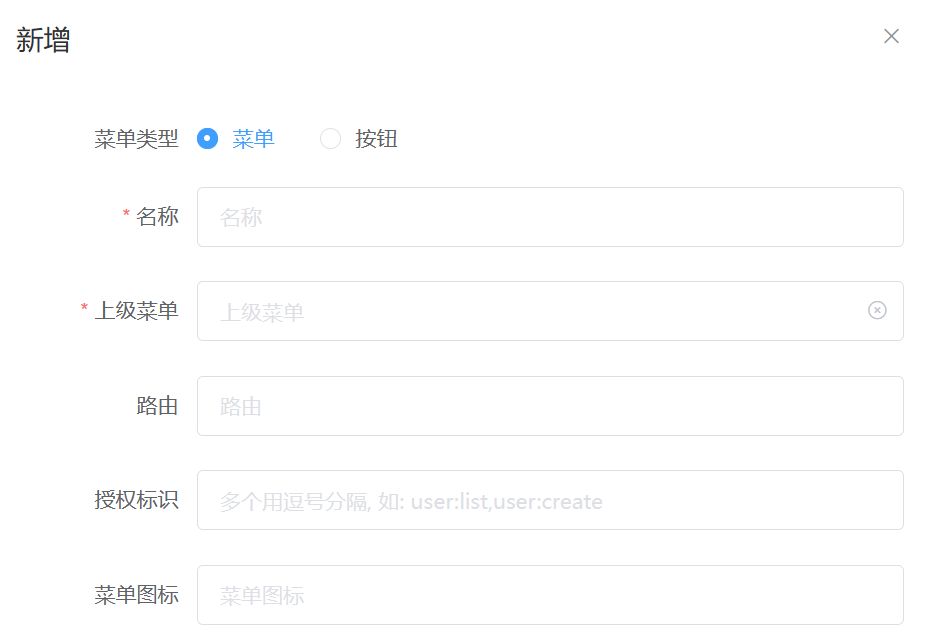 新增
菜单类型 菜单 按钮
* 名称 名称
* 上级菜单 上级菜单
路由 路由
授权标识 多个用逗号分隔, 如: user:list,user:create
菜单图标 菜单图标